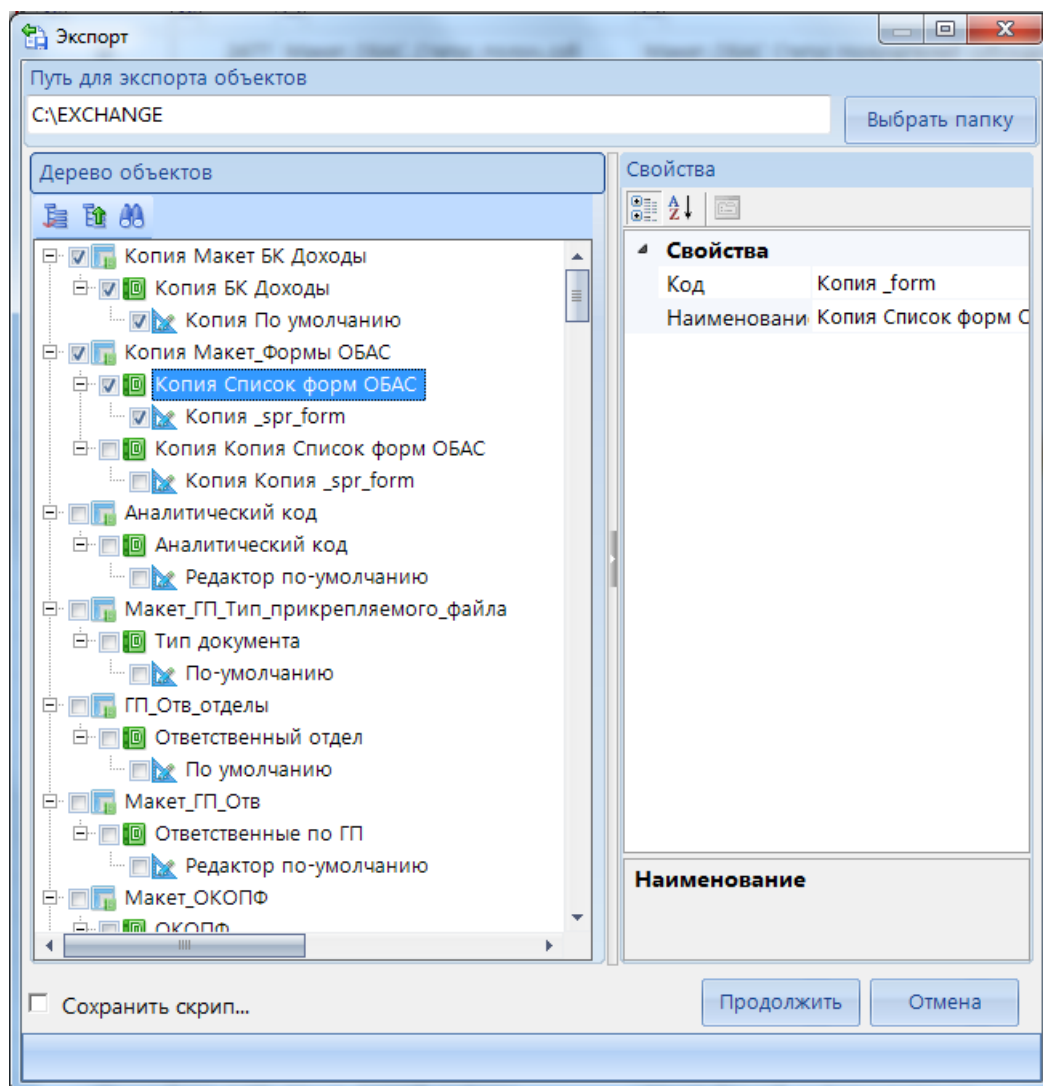 Экспорт
Путь для экспорта объектов
C:\EXCHANGE
Выбрать папку
Дерево объектов
Копия Макет БК Доходы
Копия БК Доходы
Копия По умолчанию
Копия Макет_Формы ОБАС
Копия Список форм ОБАС
Копия _spr_form
Копия Копия Список форм ОБАС
Копия Копия _spr_form
Аналитический код
Аналитический код
Редактор по-умолчанию
Макет_ГП_Тип_прикрепляемого_файла
Тип документа
По-умолчанию
ГП_Отв_отделы
Ответственный отдел
По умолчанию
Макет_ГП_Отв
Ответственные по ГП
Редактор по-умолчанию
Макет_ОКОПФ
ОКОПФ
Свойства
Свойства
Код Копия _form
Наименовани Копия Список форм О
Наименование
Сохранить скрип...
Продолжить
Отмена